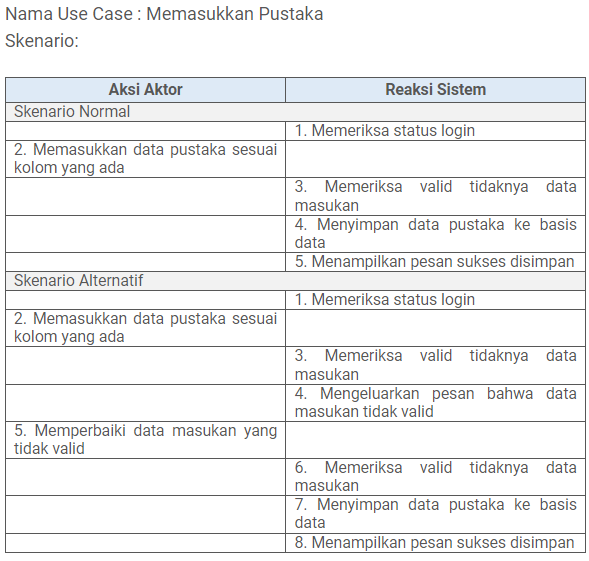 Nama Use Case : Memasukkan Pustaka
Skenario:
Aksi Aktor
Reaksi Sistem
Skenario Normal
1. Memeriksa status login
2. Memasukkan data pustaka sesuai
kolom yang ada
3. Memeriksa valid tidaknya data
masukan
4. Menyimpan data pustaka ke basis
data
5. Menampilkan pesan sukses disimpan
Skenario Alternatif
1. Memeriksa status login
2. Memasukkan data pustaka sesuai
kolom yang ada
3. Memeriksa valid tidaknya data
masukan
4. Mengeluarkan pesan bahwa data
masukan tidak valid
5. Memperbaiki data masukan yang
tidak valid
6. Memeriksa valid tidaknya data
masukan
7. Menyimpan data pustaka ke basis
data
8. Menampilkan pesan sukses disimpan